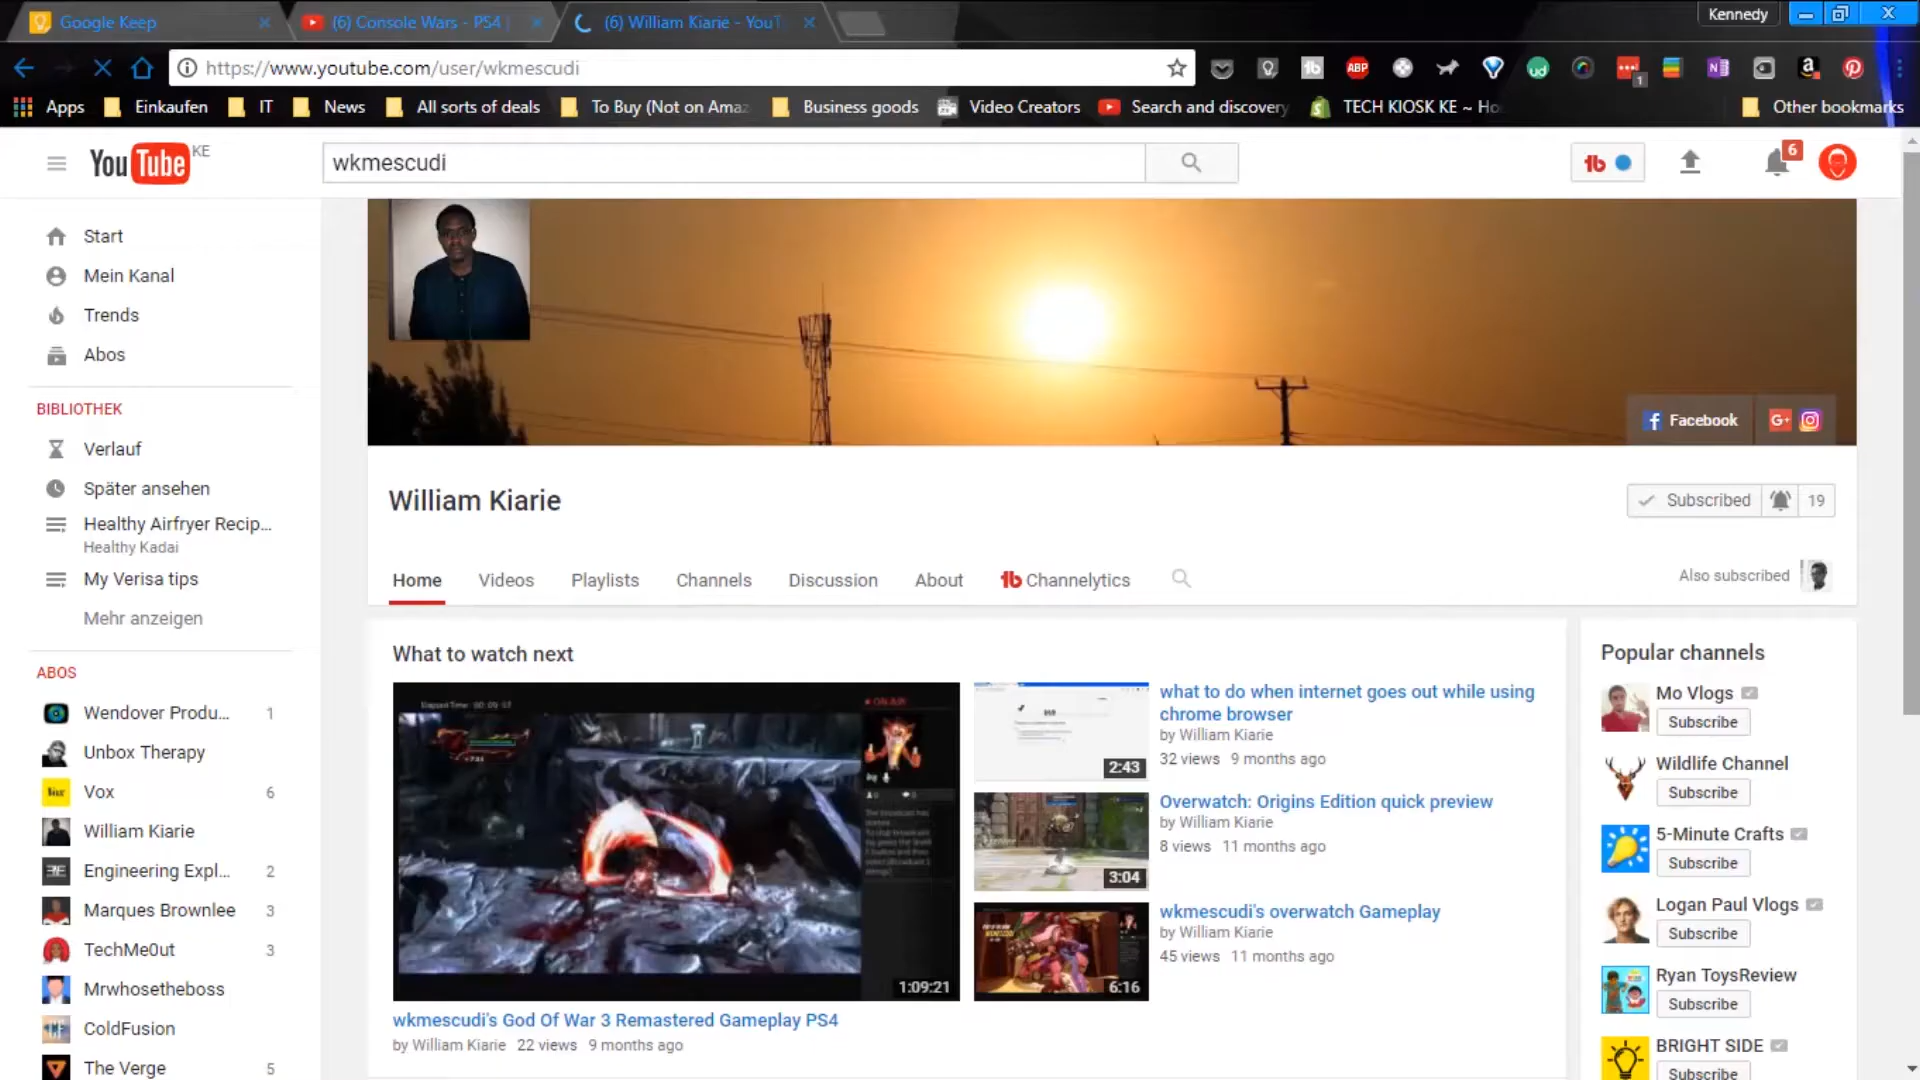 Google Keep
(6) Console Wars - PS4 |
(6) William Kiarie - YouT
Kennedy
https://www.youtube.com/user/wkmescudi
ABP
ud
1
Apps
Einkaufen
IT
News
All sorts of deals
To Buy (Not on Amaz
Business goods
Video Creators
Search and discovery
TECH KIOSK KE ~ Ho
Other bookmarks
YouTube KE
wkmescudi
tb
6
Start
Mein Kanal
Trends
Abos
BIBLIOTHEK
Verlauf
Später ansehen
Healthy Airfryer Recip...
Healthy Kadai
My Verisa tips
Mehr anzeigen
ABOS
Wendover Produ... 1
Unbox Therapy
Vox 6
William Kiarie
Engineering Expl... 2
Marques Brownlee 3
TechMe0ut 3
Mrwhosetheboss
ColdFusion
The Verge 5
Facebook
G+
William Kiarie
Subscribed 19
Home
Videos
Playlists
Channels
Discussion
About
tb Channelytics
Also subscribed
What to watch next
ON AIR
1:09:21
wkmescudi's God Of War 3 Remastered Gameplay PS4
by William Kiarie 22 views 9 months ago
2:43
what to do when internet goes out while using
chrome browser
by William Kiarie
32 views 9 months ago
3:04
Overwatch: Origins Edition quick preview
by William Kiarie
8 views 11 months ago
6:16
wkmescudi's overwatch Gameplay
by William Kiarie
45 views 11 months ago
Popular channels
Mo Vlogs
Subscribe
Wildlife Channel
Subscribe
5-Minute Crafts
Subscribe
Logan Paul Vlogs
Subscribe
Ryan ToysReview
Subscribe
BRIGHT SIDE
Subscribe